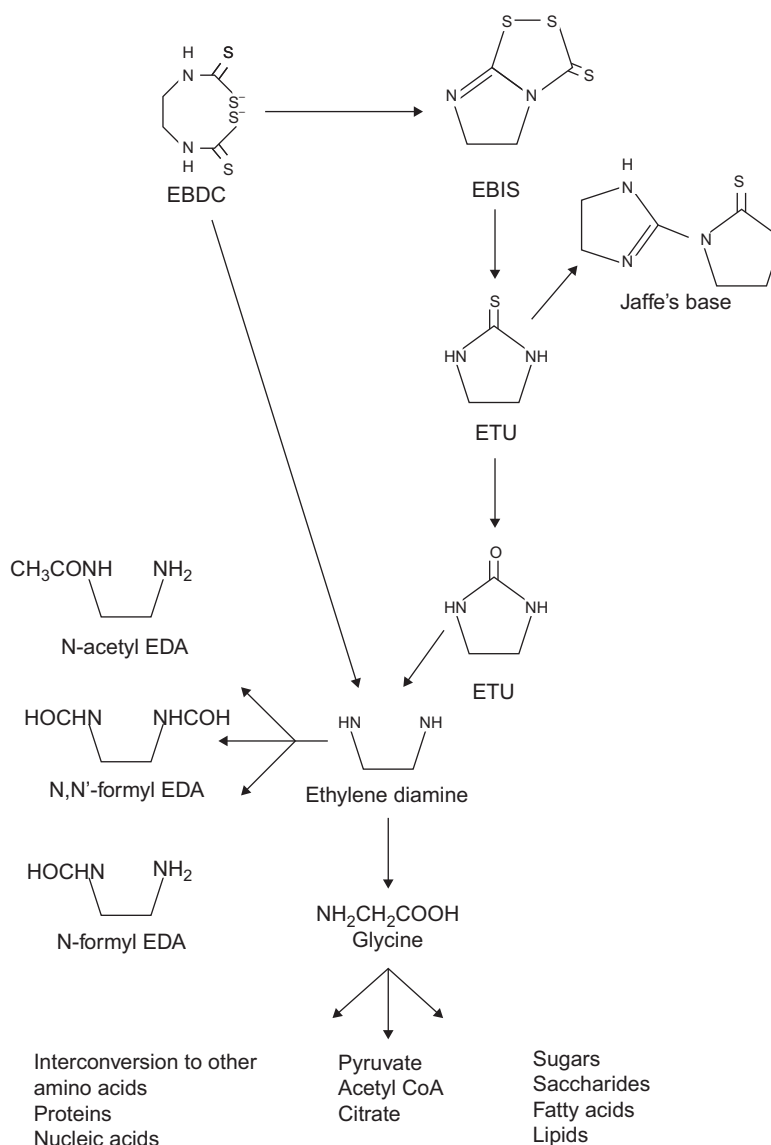 S S
H
N
S
S
S⁻
S⁻
N
N
S
N
H
EBDC
EBIS
H
N
S
N
N
Jaffe's base
S
HN NH
ETU
O
HN NH
ETU
CH₃CONH NH₂
N-acetyl EDA
HOCHN NHCOH
N,N'-formyl EDA
HN NH
Ethylene diamine
HOCHN NH₂
N-formyl EDA
NH₂CH₂COOH
Glycine
Interconversion to other
amino acids
Proteins
Nucleic acids
Pyruvate
Acetyl CoA
Citrate
Sugars
Saccharides
Fatty acids
Lipids